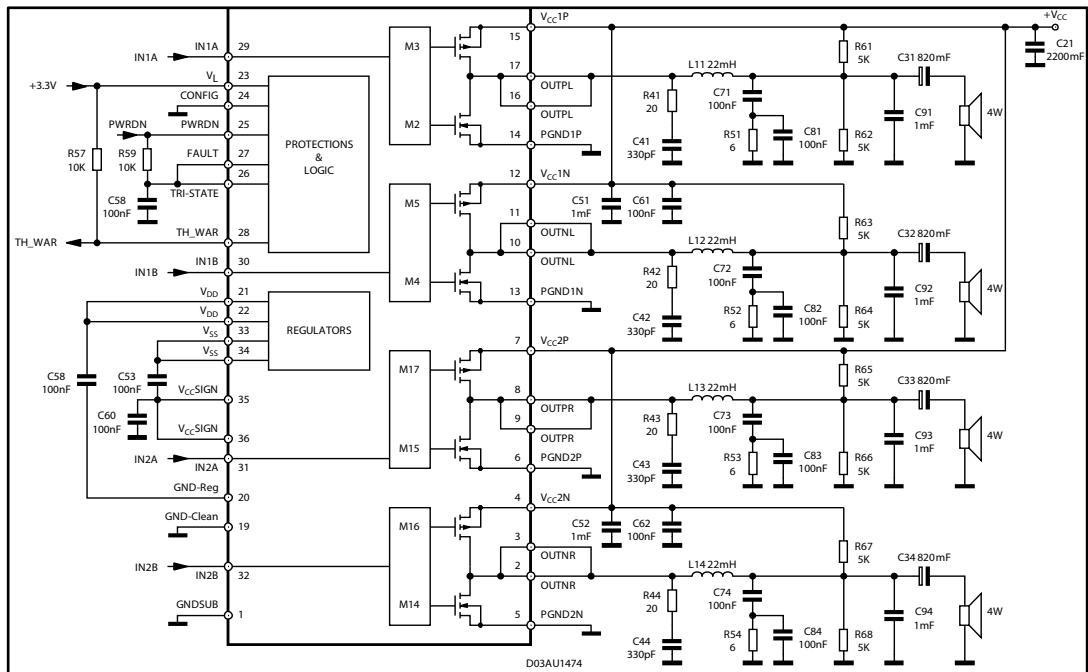 +VCC
VCC1P
15
M3
IN1A
29
17
OUTPL
16
OUTPL
L11 22mH
R61
5K
C31 820mF
C21
2200mF
+3.3V
VL
23
CONFIG
24
PWRDN
PWRDN
25
FAULT
27
26
TRI-STATE
R57
10K
R59
10K
C58
100nF
TH_WAR
TH_WAR
28
PROTECTIONS
&
LOGIC
M2
14
PGND1P
R41
20
C41
330pF
C71
100nF
R51
6
C81
100nF
R62
5K
C91
1mF
4W
12
VCC1N
M5
11
OUTNL
10
OUTNL
C51
1mF
C61
100nF
R63
5K
C32 820mF
L12 22mH
IN1B
IN1B
30
M4
13
PGND1N
R42
20
C42
330pF
C72
100nF
R52
6
C82
100nF
R64
5K
C92
1mF
4W
VDD
21
VDD
22
VSS
33
VSS
34
REGULATORS
7
VCC2P
M17
8
OUTPR
9
OUTPR
L13 22mH
R65
5K
C33 820mF
C58
100nF
C53
100nF
VCCSIGN
35
C60
100nF
VCCSIGN
36
M15
6
PGND2P
R43
20
C43
330pF
C73
100nF
R53
6
C83
100nF
R66
5K
C93
1mF
4W
IN2A
IN2A
31
GND-Reg
20
GND-Clean
19
4
VCC2N
M16
3
OUTNR
2
OUTNR
C52
1mF
C62
100nF
R67
5K
C34 820mF
L14 22mH
IN2B
IN2B
32
GNDSUB
1
M14
5
PGND2N
R44
20
C44
330pF
C74
100nF
R54
6
C84
100nF
R68
5K
C94
1mF
4W
D03AU1474